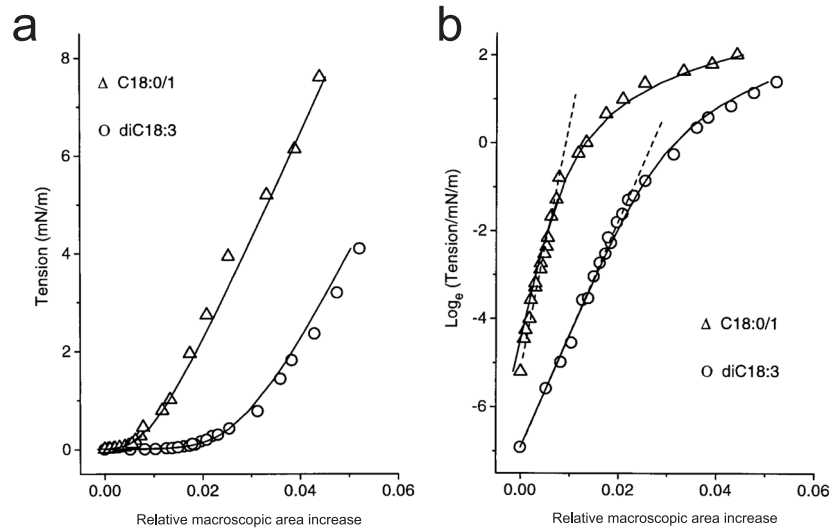 a
8
6
4
2
0
Tension (mN/m)
Δ C18:0/1
O diC18:3
0.00 0.02 0.04 0.06
Relative macroscopic area increase
b
2
0
-2
-4
-6
Logₑ (Tension/mN/m)
Δ C18:0/1
O diC18:3
0.00 0.02 0.04 0.06
Relative macroscopic area increase